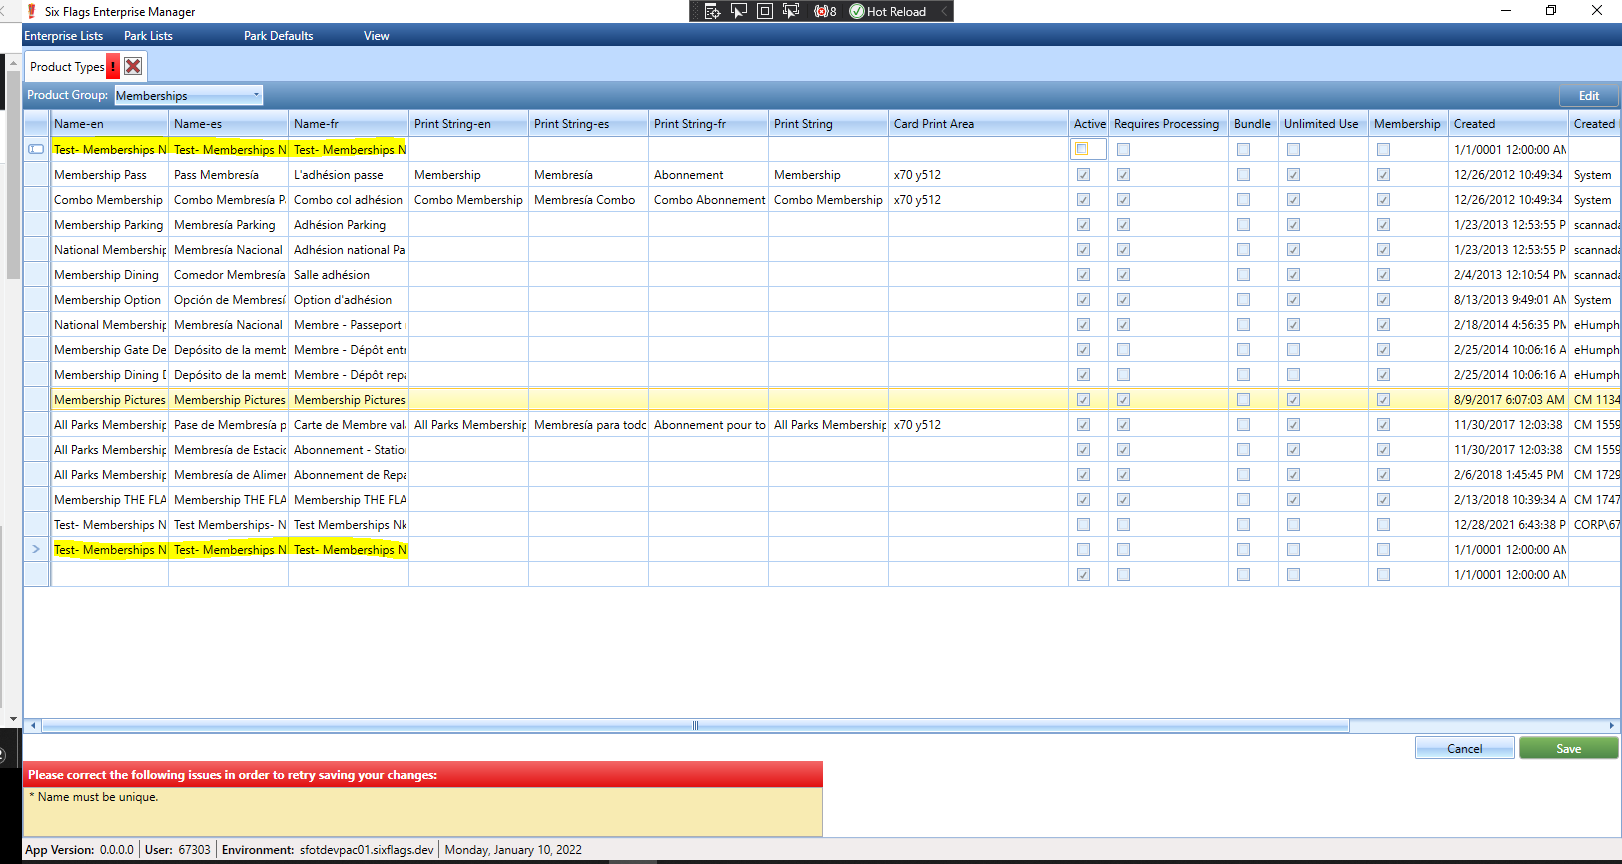 Six Flags Enterprise Manager
8 Hot Reload
Enterprise Lists Park Lists Park Defaults View
Product Types !
Product Group: Memberships Edit
Name-en Name-es Name-fr Print String-en Print String-es Print String-fr Print String Card Print Area Active Requires Processing Bundle Unlimited Use Membership Created Created
Test- Memberships N Test- Memberships N Test- Memberships N 1/1/0001 12:00:00 AM
Membership Pass Pass Membresía L'adhésion passe Membership Membresía Abonnement Membership x70 y512 12/26/2012 10:49:34 System
Combo Membership Combo Membresía P Combo col adhésion Combo Membership Membresía Combo Combo Abonnement Combo Membership x70 y512 12/26/2012 10:49:34 System
Membership Parking Membresía Parking Adhésion Parking 1/23/2013 12:53:55 P scannada
National Membership Membresía Nacional Adhésion national Pa 1/23/2013 12:53:55 P scannada
Membership Dining Comedor Membresía Salle adhésion 2/4/2013 12:10:54 PM scannada
Membership Option Opción de Membresí Option d'adhésion 8/13/2013 9:49:01 AM System
National Membership Membresía Nacional Membre - Passeport 2/18/2014 4:56:35 PM eHumph
Membership Gate De Depósito de la memb Membre - Dépôt entr 2/25/2014 10:06:16 A eHumph
Membership Dining D Depósito de la memb Membre - Dépôt repa 2/25/2014 10:06:16 A eHumph
Membership Pictures Membership Pictures Membership Pictures 8/9/2017 6:07:03 AM CM 1134
All Parks Membership Pase de Membresía p Carte de Membre val All Parks Membership Membresía para todo Abonnement pour to All Parks Membership x70 y512 11/30/2017 12:03:38 CM 1559
All Parks Membership Membresía de Estacic Abonnement - Statio 11/30/2017 12:03:38 CM 1559
All Parks Membership Membresía de Alimer Abonnement de Repa 2/6/2018 1:45:45 PM CM 1729
Membership THE FLA Membership THE FLA Membership THE FLA 2/13/2018 10:39:34 A CM 1747
Test- Memberships N Test Memberships- N Test Memberships Nk 12/28/2021 6:43:38 P CORP\67
Test- Memberships N Test- Memberships N Test- Memberships N 1/1/0001 12:00:00 AM
1/1/0001 12:00:00 AM
Cancel Save
Please correct the following issues in order to retry saving your changes:
* Name must be unique.
App Version: 0.0.0.0 User: 67303 Environment: sfotdevpac01.sixflags.dev Monday, January 10, 2022